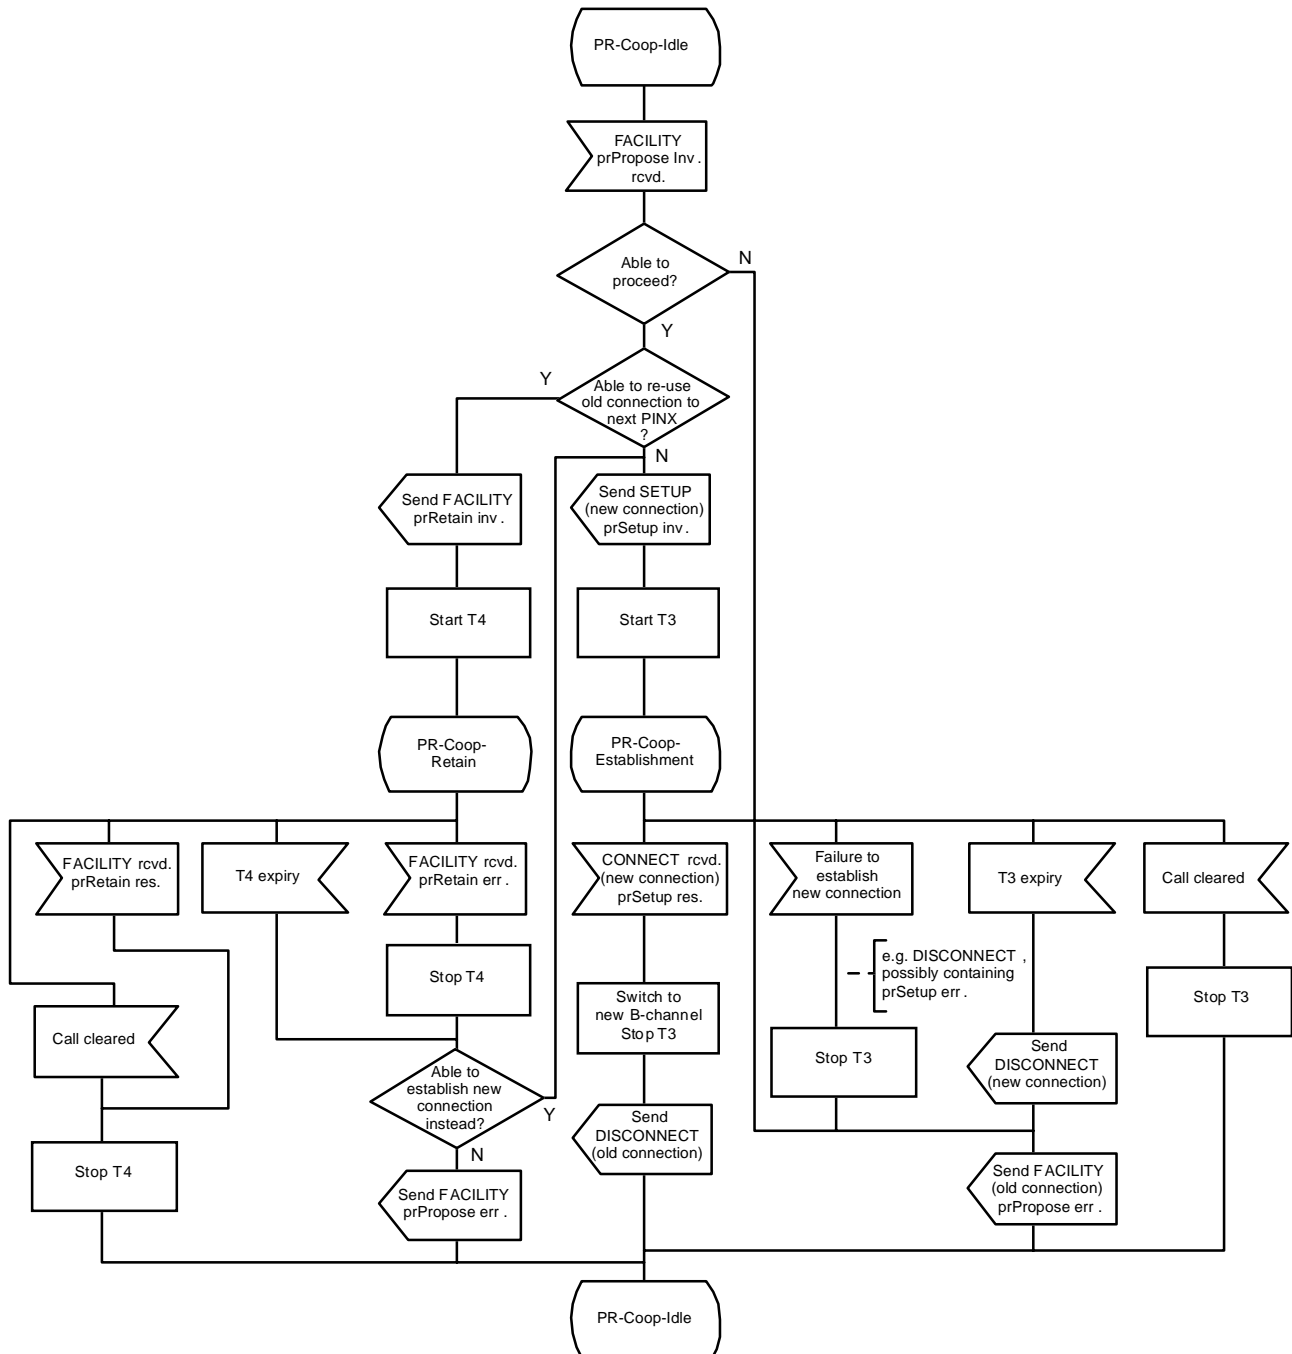 PR-Coop-Idle
FACILITY
prPropose Inv.
rcvd.
Able to
proceed?
N
Y
Able to re-use
old connection to
next PINX
?
Y
N
Send FACILITY
prRetain inv.
Send SETUP
(new connection)
prSetup inv.
Start T4
Start T3
PR-Coop-
Retain
PR-Coop-
Establishment
FACILITY rcvd.
prRetain res.
T4 expiry
FACILITY rcvd.
prRetain err.
CONNECT rcvd.
(new connection)
prSetup res.
Failure to
establish
new connection
T3 expiry
Call cleared
e.g. DISCONNECT,
possibly containing
prSetup err.
Stop T4
Switch to
new B-channel
Stop T3
Stop T3
Call cleared
Stop T3
Send
DISCONNECT
(new connection)
Able to
establish new
connection
instead?
Y
N
Send
DISCONNECT
(old connection)
Stop T4
Send FACILITY
prPropose err.
Send FACILITY
(old connection)
prPropose err.
PR-Coop-Idle